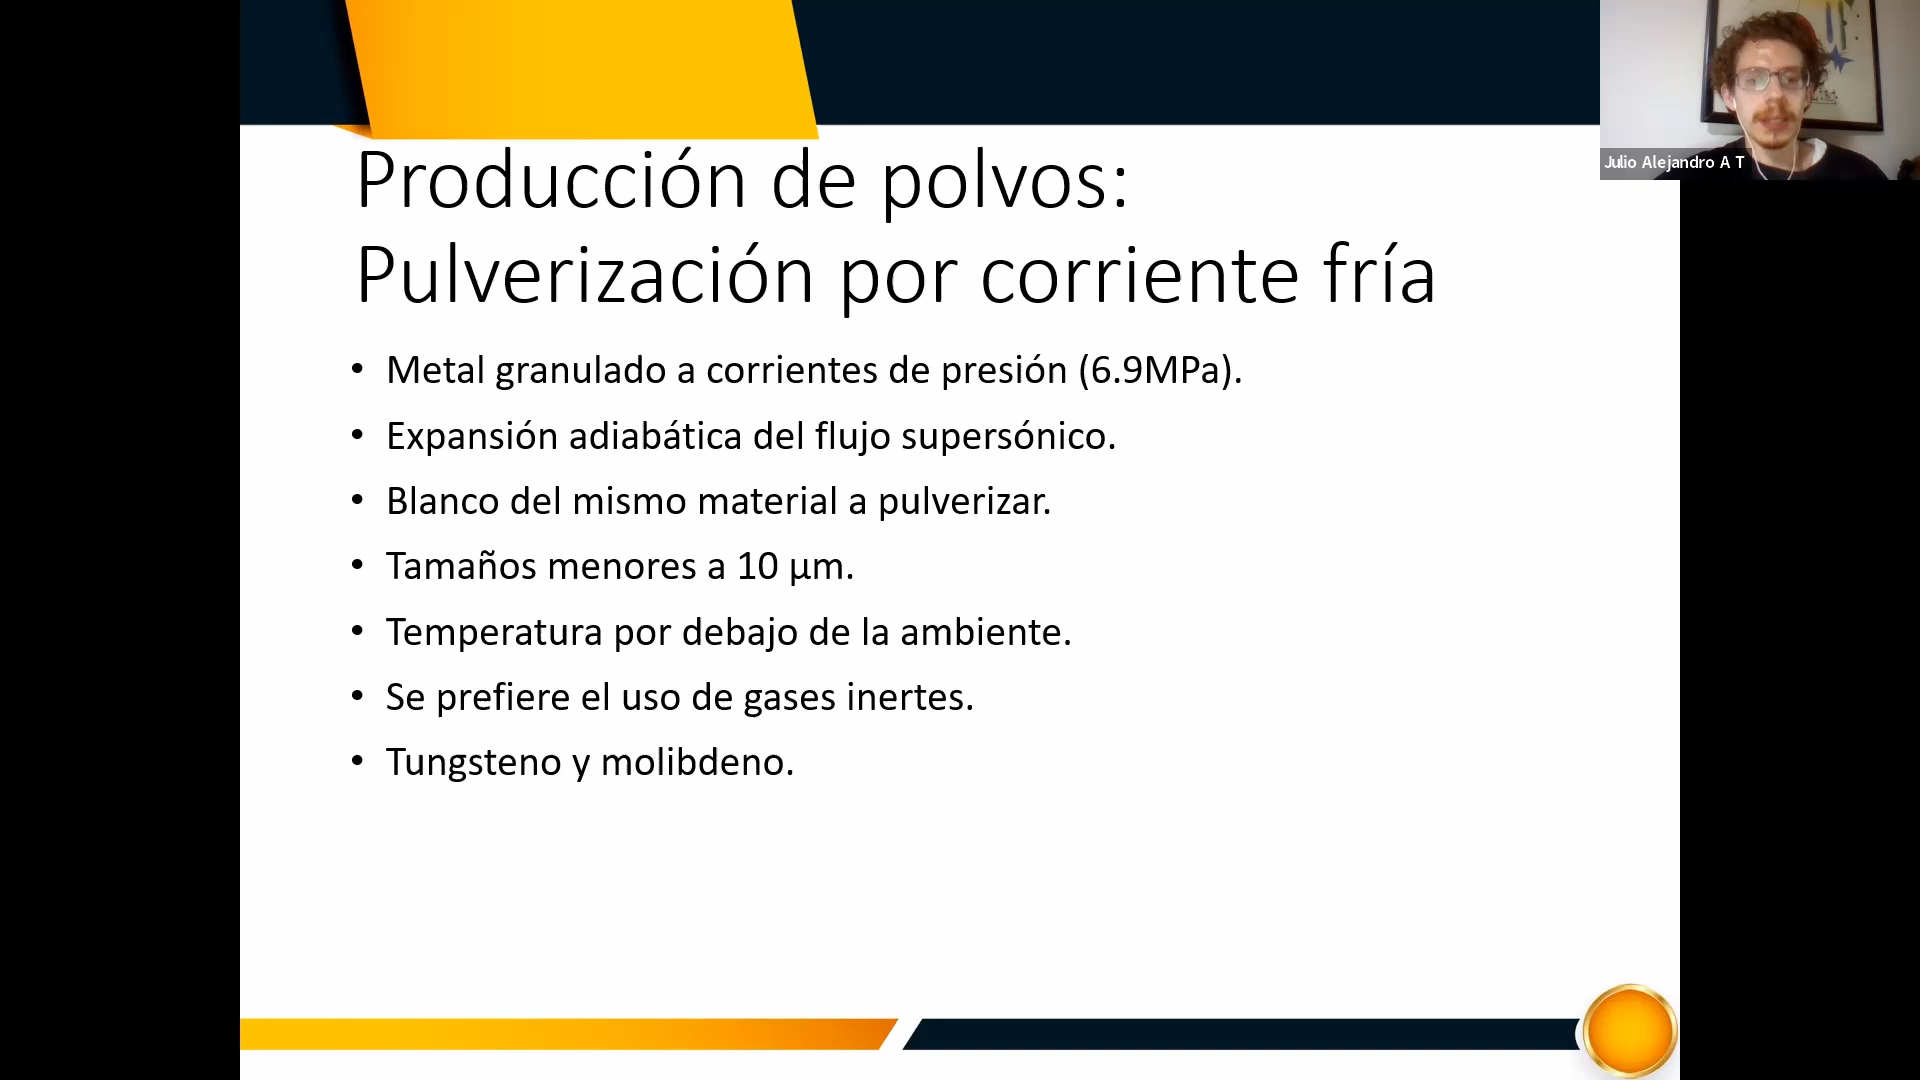 Julio Alejandro A T
Producción de polvos:
Pulverización por corriente fría
• Metal granulado a corrientes de presión (6.9MPa).
• Expansión adiabática del flujo supersónico.
• Blanco del mismo material a pulverizar.
• Tamaños menores a 10 μm.
• Temperatura por debajo de la ambiente.
• Se prefiere el uso de gases inertes.
• Tungsteno y molibdeno.